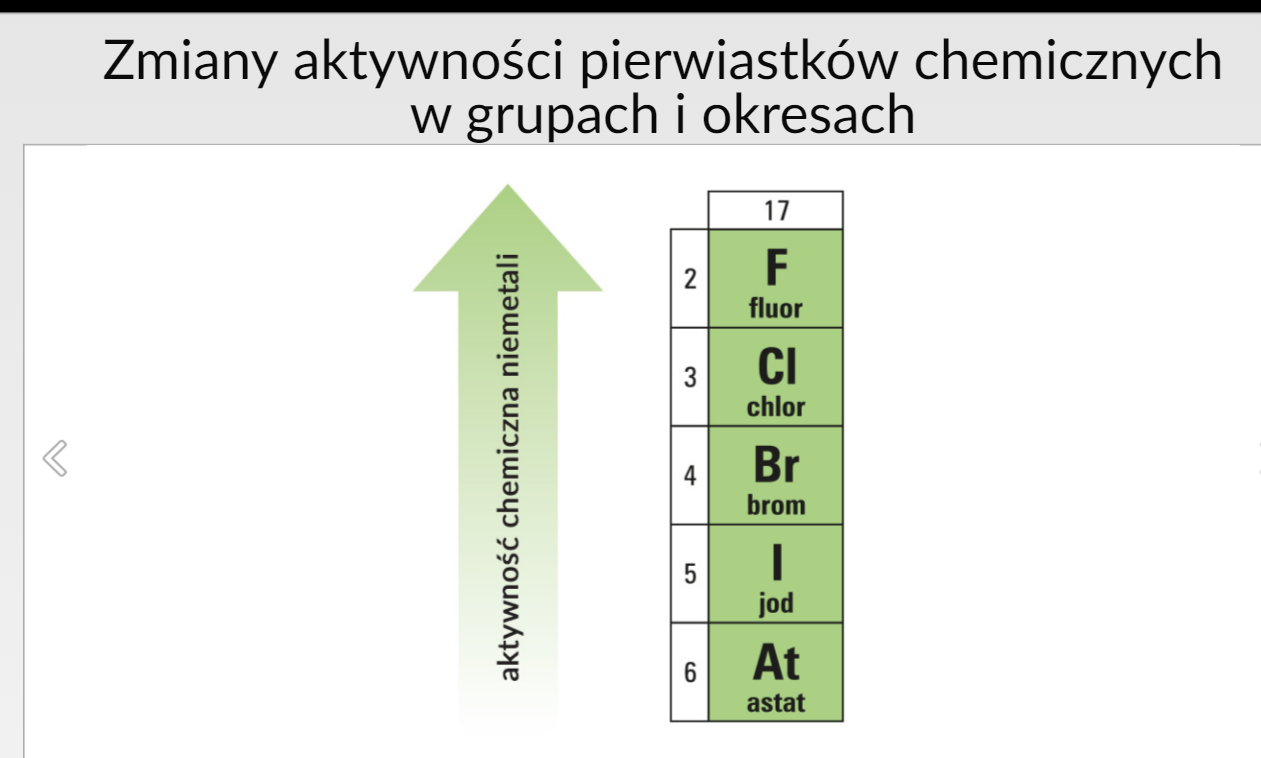 Zmiany aktywności pierwiastków chemicznych
w grupach i okresach
aktywność chemiczna niemetali
17
2
F
fluor
3
Cl
chlor
4
Br
brom
5
I
jod
6
At
astat